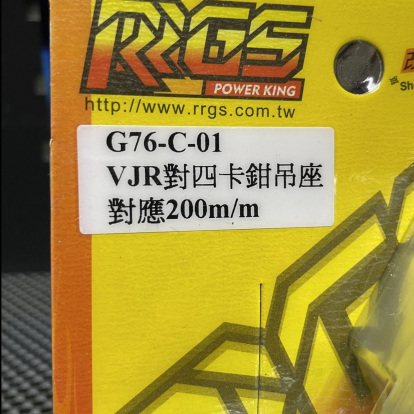 RRGS
POWER KING
http://www.rrgs.com.tw
Sh
G76-C-01
VJR對四卡鉗吊座
對應200m/m